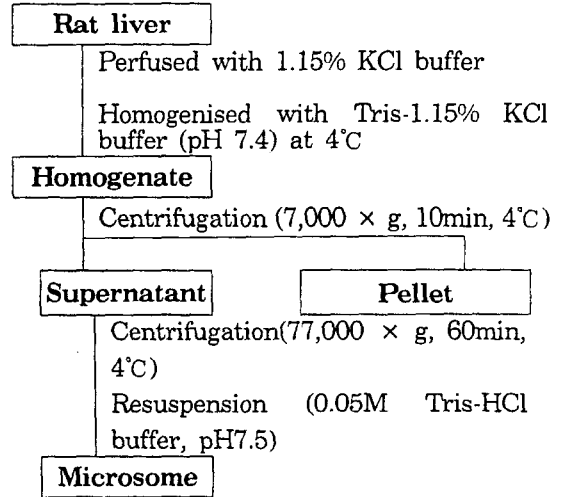 Rat liver
Perfused with 1.15% KCl buffer
Homogenised with Tris-1.15% KCl
buffer (pH 7.4) at 4℃
Homogenate
Centrifugation (7,000 × g, 10min, 4℃)
Supernatant
Pellet
Centrifugation(77,000 × g, 60min,
4℃)
Resuspension (0.05M Tris-HCl
buffer, pH7.5)
Microsome